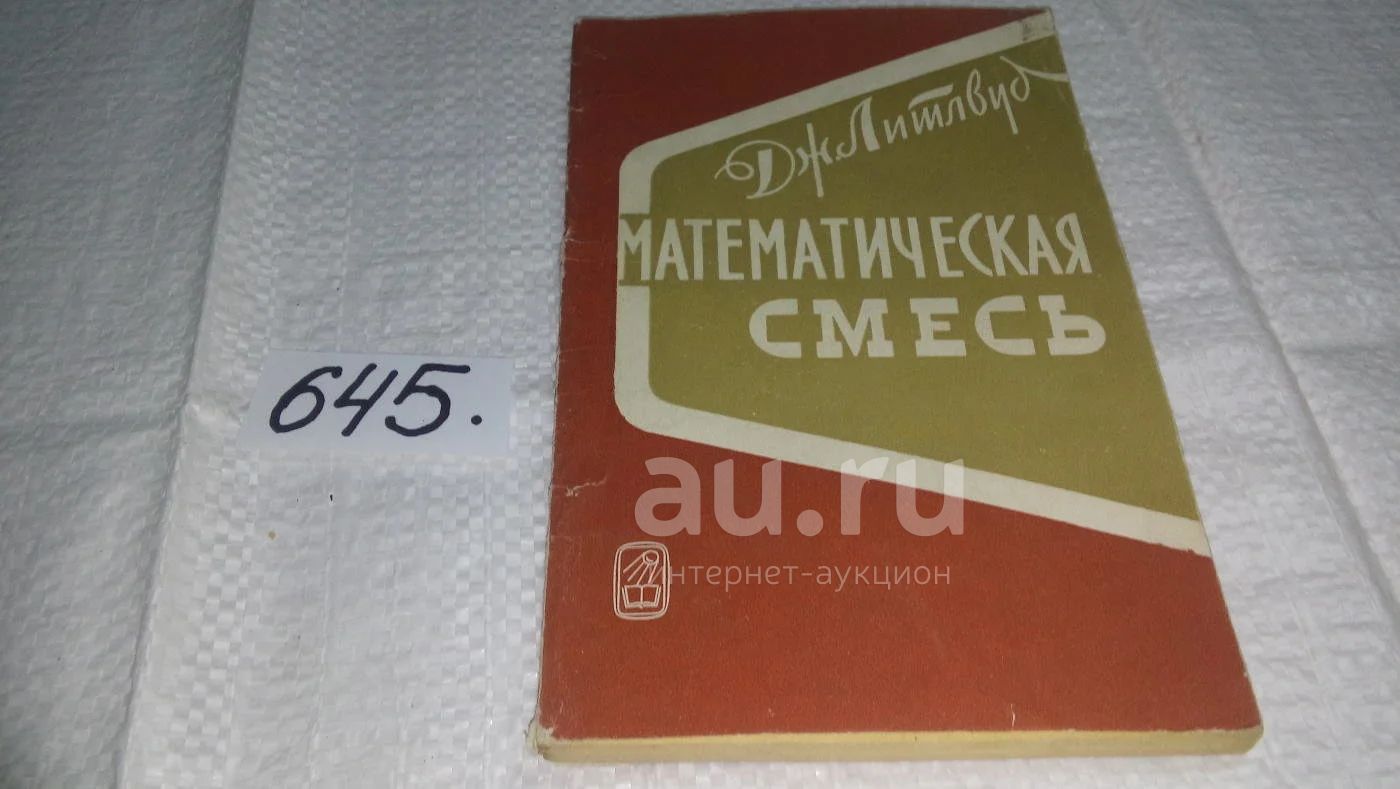 Дж. Литлвуд
МАТЕМАТИЧЕСКАЯ
СМЕСЬ
645.
au.ru
интернет-аукцион